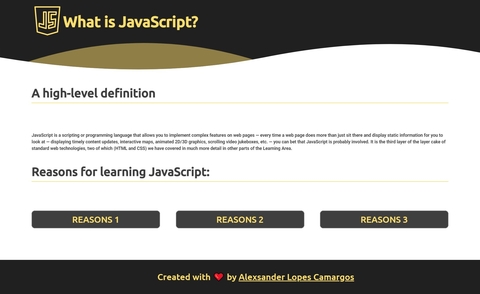 JS
What is JavaScript?
A high-level definition
JavaScript is a scripting or programming language that allows you to implement complex features on web pages — every time a web page does more than just sit there and display static information for you to
look at — displaying timely content updates, interactive maps, animated 2D/3D graphics, scrolling video jukeboxes, etc. — you can bet that JavaScript is probably involved. It is the third layer of the layer cake of
standard web technologies, two of which (HTML and CSS) we have covered in much more detail in other parts of the Learning Area.
Reasons for learning JavaScript:
REASONS 1
REASONS 2
REASONS 3
Created with ❤ by Alexsander Lopes Camargos